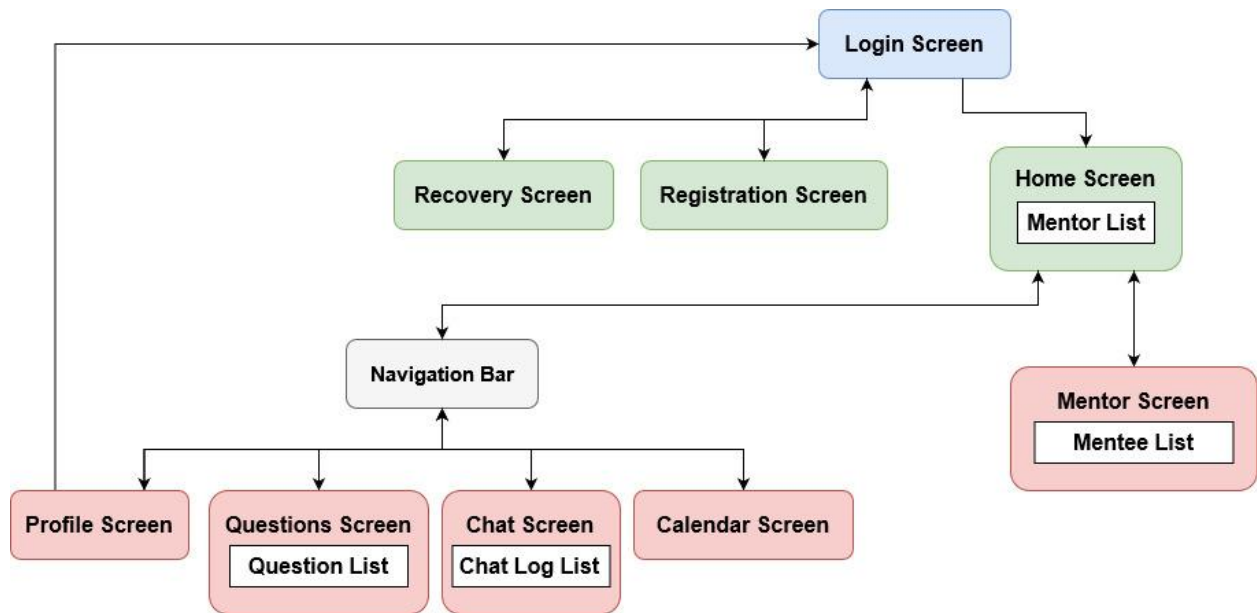 Login Screen
Recovery Screen
Registration Screen
Home Screen
Mentor List
Navigation Bar
Mentor Screen
Mentee List
Profile Screen
Questions Screen
Question List
Chat Screen
Chat Log List
Calendar Screen